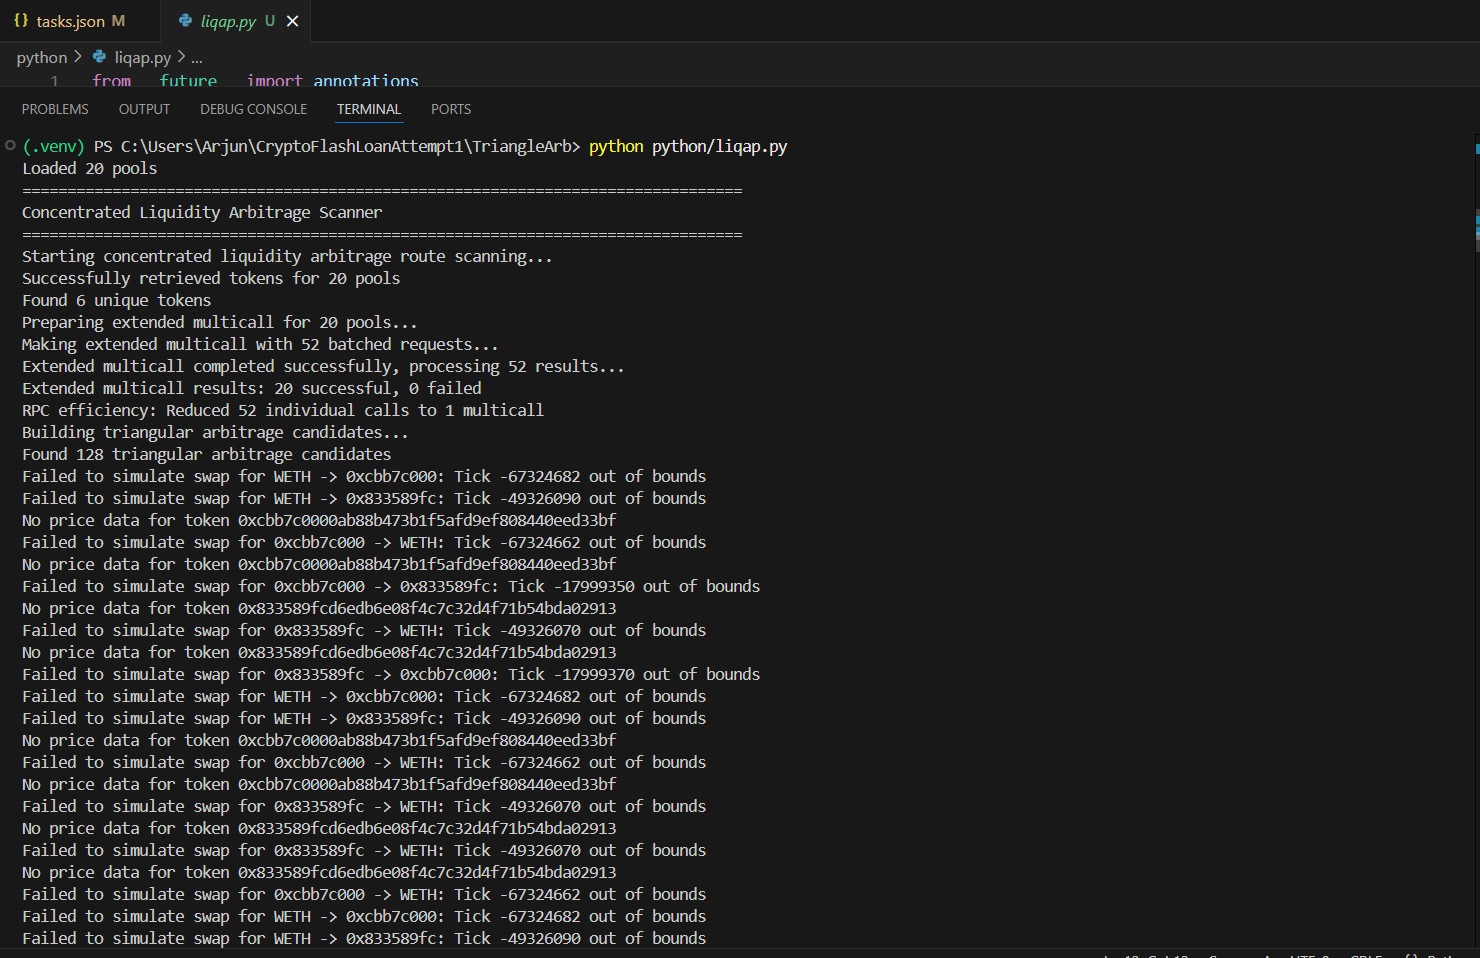 {} tasks.json M
liqap.py U ×
python > liqap.py > ...
1 from __future__ import annotations
PROBLEMS OUTPUT DEBUG CONSOLE TERMINAL PORTS
(.venv) PS C:\Users\Arjun\CryptoFlashLoanAttempt1\TriangleArb> python python/liqap.py
Loaded 20 pools
================================================================================
Concentrated Liquidity Arbitrage Scanner
================================================================================
Starting concentrated liquidity arbitrage route scanning...
Successfully retrieved tokens for 20 pools
Found 6 unique tokens
Preparing extended multicall for 20 pools...
Making extended multicall with 52 batched requests...
Extended multicall completed successfully, processing 52 results...
Extended multicall results: 20 successful, 0 failed
RPC efficiency: Reduced 52 individual calls to 1 multicall
Building triangular arbitrage candidates...
Found 128 triangular arbitrage candidates
Failed to simulate swap for WETH -> 0xcbb7c000: Tick -67324682 out of bounds
Failed to simulate swap for WETH -> 0x833589fc: Tick -49326090 out of bounds
No price data for token 0xcbb7c0000ab88b473b1f5afd9ef808440eed33bf
Failed to simulate swap for 0xcbb7c000 -> WETH: Tick -67324662 out of bounds
No price data for token 0xcbb7c0000ab88b473b1f5afd9ef808440eed33bf
Failed to simulate swap for 0xcbb7c000 -> 0x833589fc: Tick -17999350 out of bounds
No price data for token 0x833589fcd6edb6e08f4c7c32d4f71b54bda02913
Failed to simulate swap for 0x833589fc -> WETH: Tick -49326070 out of bounds
No price data for token 0x833589fcd6edb6e08f4c7c32d4f71b54bda02913
Failed to simulate swap for 0x833589fc -> 0xcbb7c000: Tick -17999370 out of bounds
Failed to simulate swap for WETH -> 0xcbb7c000: Tick -67324682 out of bounds
Failed to simulate swap for WETH -> 0x833589fc: Tick -49326090 out of bounds
No price data for token 0xcbb7c0000ab88b473b1f5afd9ef808440eed33bf
Failed to simulate swap for 0xcbb7c000 -> WETH: Tick -67324662 out of bounds
No price data for token 0xcbb7c0000ab88b473b1f5afd9ef808440eed33bf
Failed to simulate swap for 0x833589fc -> WETH: Tick -49326070 out of bounds
No price data for token 0x833589fcd6edb6e08f4c7c32d4f71b54bda02913
Failed to simulate swap for 0x833589fc -> WETH: Tick -49326070 out of bounds
No price data for token 0x833589fcd6edb6e08f4c7c32d4f71b54bda02913
Failed to simulate swap for 0xcbb7c000 -> WETH: Tick -67324662 out of bounds
Failed to simulate swap for WETH -> 0xcbb7c000: Tick -67324682 out of bounds
Failed to simulate swap for WETH -> 0x833589fc: Tick -49326090 out of bounds